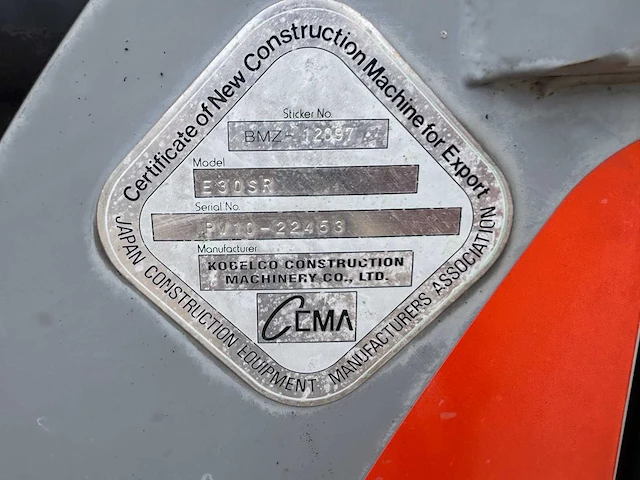 Certificate of New Construction Machine for Export
Sticker No.
BMZ- 12097
Model
E30SR
Serial No.
PW10-22453
Manufacturer
KOBELCO CONSTRUCTION
MACHINERY CO., LTD.
CEMA
JAPAN CONSTRUCTION EQUIPMENT MANUFACTURERS ASSOCIATION